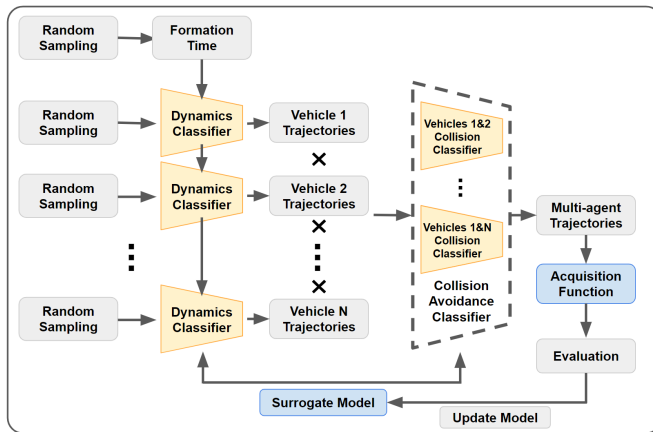 Random
Sampling
Formation
Time
Random
Sampling
Dynamics
Classifier
Vehicle 1
Trajectories
×
Random
Sampling
Dynamics
Classifier
Vehicle 2
Trajectories
×
×
Random
Sampling
Dynamics
Classifier
Vehicle N
Trajectories
Vehicles 1&2
Collision
Classifier
Vehicles 1&N
Collision
Classifier
Collision
Avoidance
Classifier
Multi-agent
Trajectories
Acquisition
Function
Evaluation
Surrogate Model
Update Model